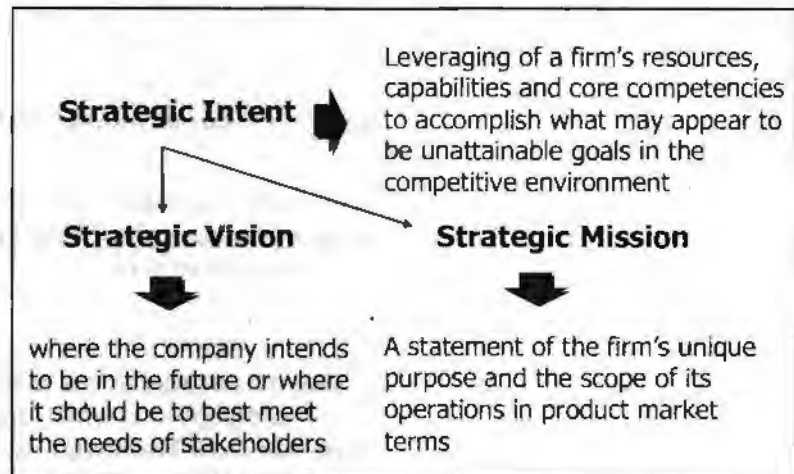 Strategic Intent
Leveraging of a firm's resources,
capabilities and core competencies
to accomplish what may appear to
be unattainable goals in the
competitive environment
Strategic Vision
Strategic Mission
where the company intends
to be in the future or where
it should be to best meet
the needs of stakeholders
A statement of the firm's unique
purpose and the scope of its
operations in product market
terms